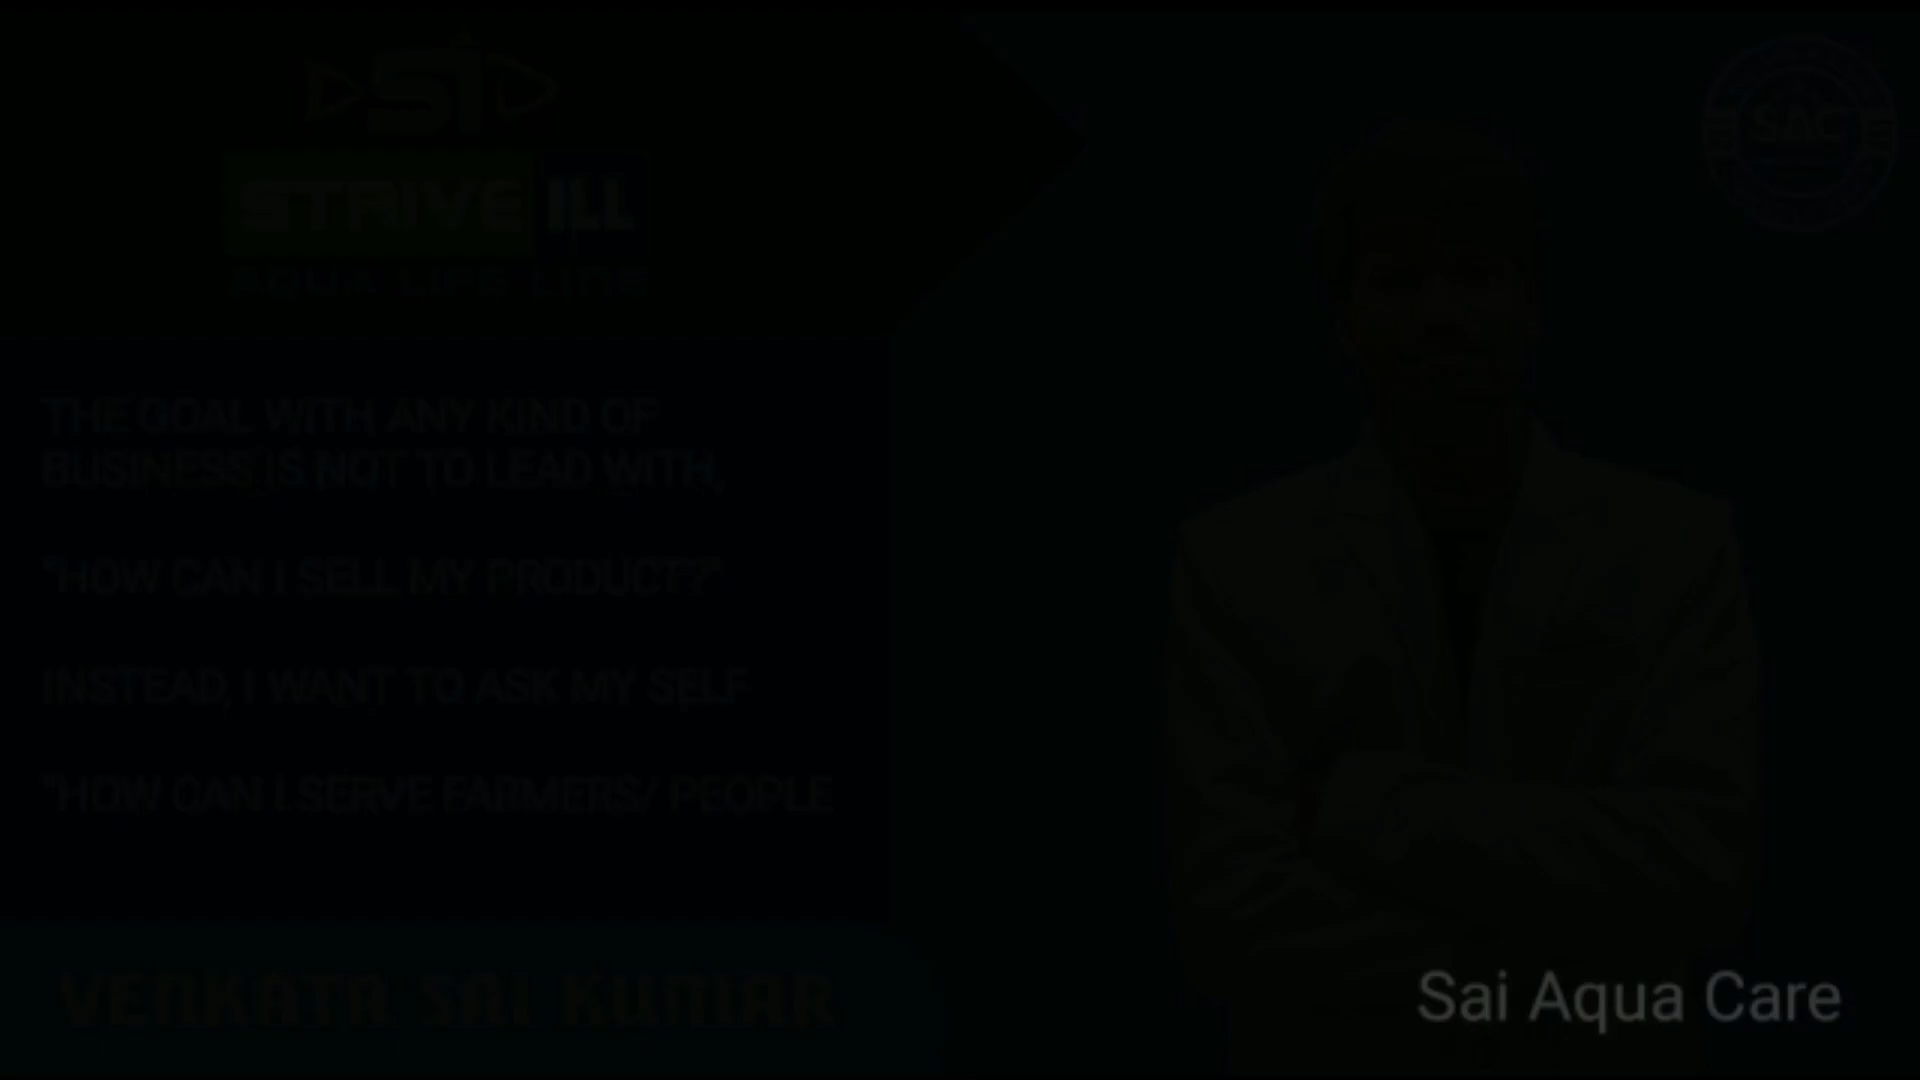 Si
SAC
STRIVE ILL
AQUA LIFE LINE
THE GOAL WITH ANY KIND OF
BUSINESS IS NOT TO LEAD WITH,
"HOW CAN I SELL MY PRODUCT?"
INSTEAD, I WANT TO ASK MY SELF
"HOW CAN I SERVE FARMERS/ PEOPLE
VENKATA SAI KUMAR
Sai Aqua Care